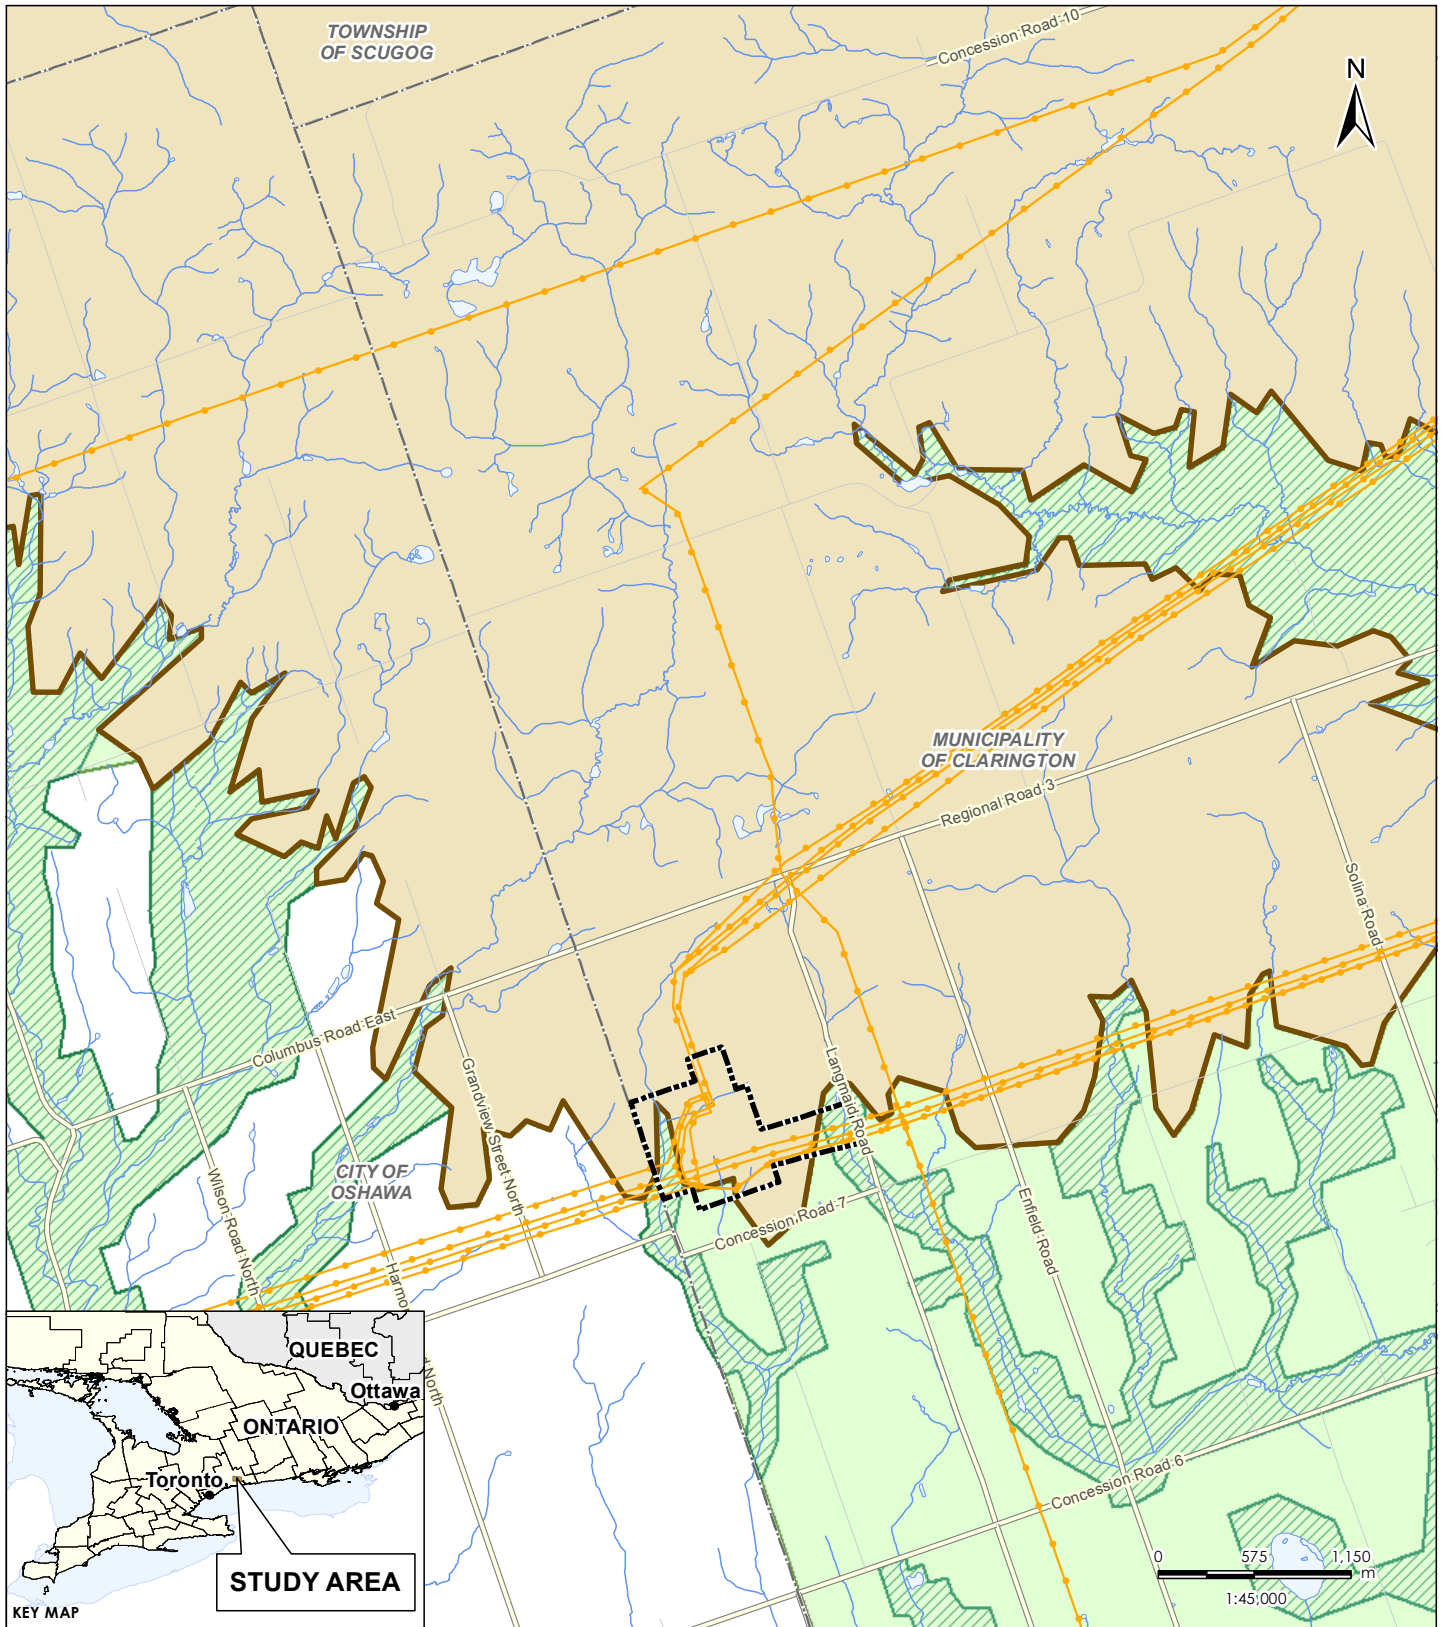 TOWNSHIP
OF SCUGOG
Concession Road 10
N
MUNICIPALITY
OF CLARINGTON
Regional Road 3
Solina Road
Columbus Road East
Grandview Street North
Langmaid Road
CITY OF
OSHAWA
Wilson Road North
Harmo
d North
Enfield Road
Concession Road 7
Concession Road 6
0 575 1,150
m
1:45,000
QUEBEC
Ottawa
ONTARIO
Toronto
STUDY AREA
KEY MAP